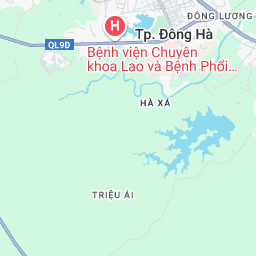 ĐÔNG LƯƠNG
H
Tp. Đông Hà
QL9D
Bệnh viện Chuyên
khoa Lao và Bệnh Phổi...
HÀ XÁ
TRIỆU ÁI